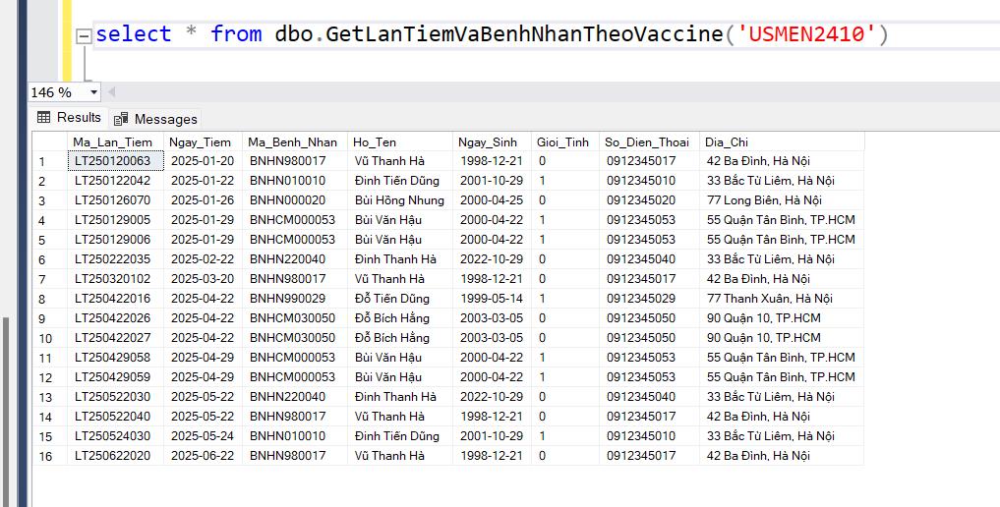 select * from dbo.GetLanTiemVaBenhNhanTheoVaccine('USMEN2410')
146 %
Results Messages
Ma_Lan_Tiem Ngay_Tiem Ma_Benh_Nhan Ho_Ten Ngay_Sinh Gioi_Tinh So_Dien_Thoai Dia_Chi
1 LT250120063 2025-01-20 BNHN980017 Vũ Thanh Hà 1998-12-21 0 0912345017 42 Ba Đình, Hà Nội
2 LT250122042 2025-01-22 BNHN010010 Đinh Tiến Dũng 2001-10-29 1 0912345010 33 Bắc Từ Liêm, Hà Nội
3 LT250126070 2025-01-26 BNHN000020 Bùi Hồng Nhung 2000-04-25 0 0912345020 77 Long Biên, Hà Nội
4 LT250129005 2025-01-29 BNHCM000053 Bùi Văn Hậu 2000-04-22 1 0912345053 55 Quận Tân Bình, TP.HCM
5 LT250129006 2025-01-29 BNHCM000053 Bùi Văn Hậu 2000-04-22 1 0912345053 55 Quận Tân Bình, TP.HCM
6 LT250222035 2025-02-22 BNHN220040 Đinh Thanh Hà 2022-10-29 0 0912345040 33 Bắc Từ Liêm, Hà Nội
7 LT250320102 2025-03-20 BNHN980017 Vũ Thanh Hà 1998-12-21 0 0912345017 42 Ba Đình, Hà Nội
8 LT250422016 2025-04-22 BNHN990029 Đỗ Tiến Dũng 1999-05-14 1 0912345029 77 Thanh Xuân, Hà Nội
9 LT250422026 2025-04-22 BNHCM030050 Đỗ Bích Hằng 2003-03-05 0 0912345050 90 Quận 10, TP.HCM
10 LT250422027 2025-04-22 BNHCM030050 Đỗ Bích Hằng 2003-03-05 0 0912345050 90 Quận 10, TP.HCM
11 LT250429058 2025-04-29 BNHCM000053 Bùi Văn Hậu 2000-04-22 1 0912345053 55 Quận Tân Bình, TP.HCM
12 LT250429059 2025-04-29 BNHCM000053 Bùi Văn Hậu 2000-04-22 1 0912345053 55 Quận Tân Bình, TP.HCM
13 LT250522030 2025-05-22 BNHN220040 Đinh Thanh Hà 2022-10-29 0 0912345040 33 Bắc Từ Liêm, Hà Nội
14 LT250522040 2025-05-22 BNHN980017 Vũ Thanh Hà 1998-12-21 0 0912345017 42 Ba Đình, Hà Nội
15 LT250524030 2025-05-24 BNHN010010 Đinh Tiến Dũng 2001-10-29 1 0912345010 33 Bắc Từ Liêm, Hà Nội
16 LT250622020 2025-06-22 BNHN980017 Vũ Thanh Hà 1998-12-21 0 0912345017 42 Ba Đình, Hà Nội